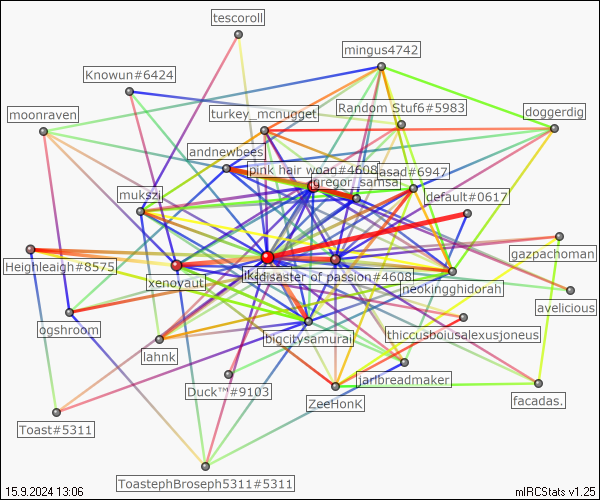 tescoroll
mingus4742
Knowun#6424
Random Stuf6#5983
moonraven
turkey_mcnugget
doggerdig
andnewbees
pink hair woag#4608
asad#6947
gregor_samsa
mukszi
default#0617
gazpachoman
Heighleaigh#8575
xenovaut
disaster of passion#4608
neokingghidorah
avelicious
ogshroom
bigcitysamurai
thiccusboiusalexusjoneus
lahnk
jarlbreadmaker
Duck™#9103
ZeeHonK
facadas.
Toast#5311
ToastephBroseph5311#5311
15.9.2024 13:06
mIRCStats v1.25